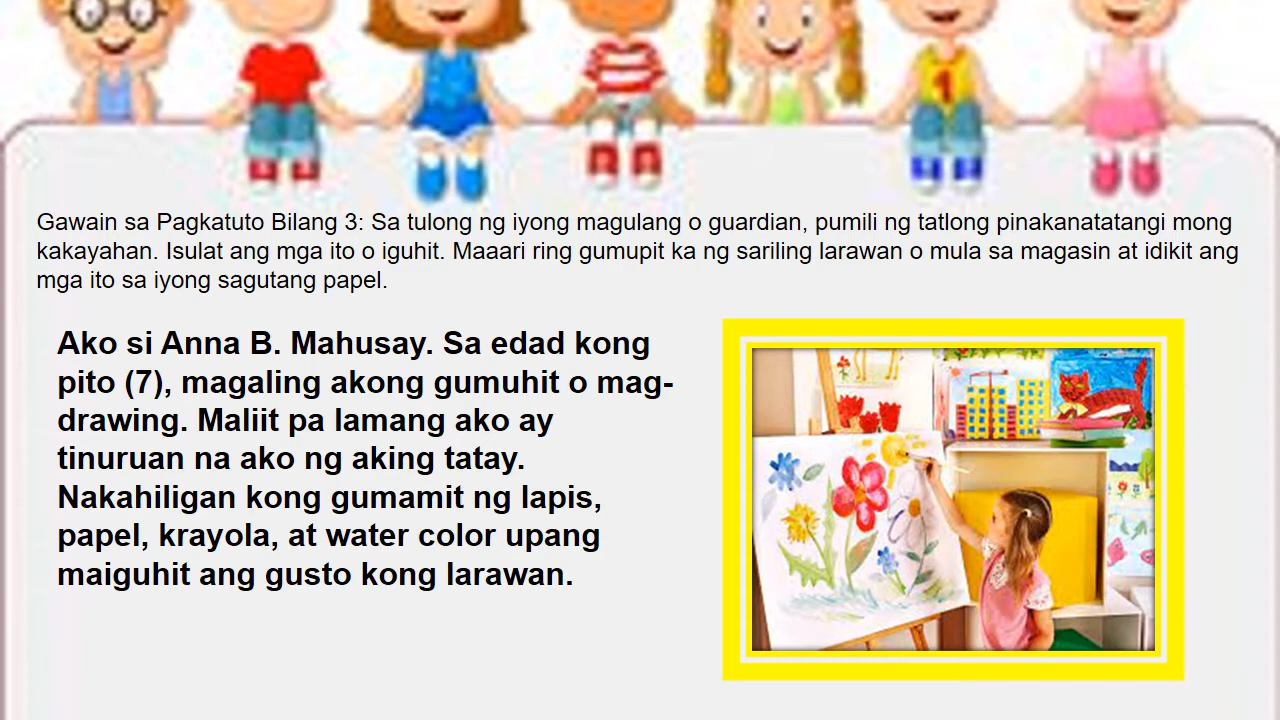 Gawain sa Pagkatuto Bilang 3: Sa tulong ng iyong magulang o guardian, pumili ng tatlong pinakanatatangi mong
kakayahan. Isulat ang mga ito o iguhit. Maaari ring gumupit ka ng sariling larawan o mula sa magasin at idikit ang
mga ito sa iyong sagutang papel.
Ako si Anna B. Mahusay. Sa edad kong
pito (7), magaling akong gumuhit o mag-
drawing. Maliit pa lamang ako ay
tinuruan na ako ng aking tatay.
Nakahiligan kong gumamit ng lapis,
papel, krayola, at water color upang
maiguhit ang gusto kong larawan.